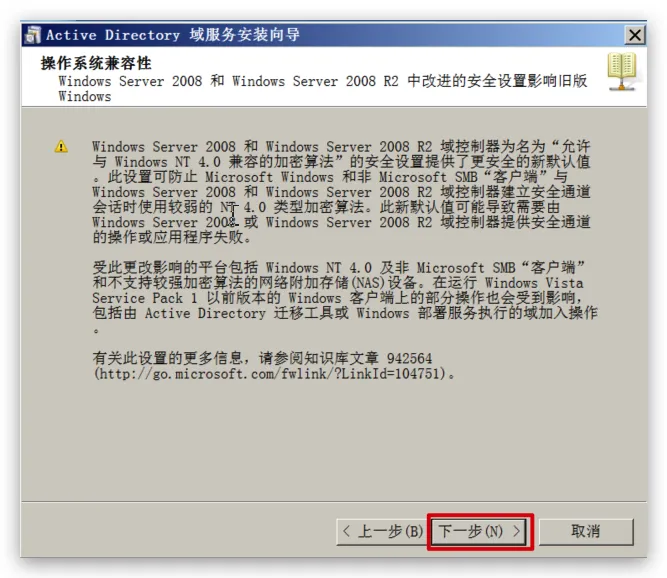 Active Directory 域服务安装向导
操作系统兼容性
Windows Server 2008 和 Windows Server 2008 R2 中改进的安全设置影响旧版
Windows
Windows Server 2008 和 Windows Server 2008 R2 域控制器为名为“允许
与 Windows NT 4.0 兼容的加密算法”的安全设置提供了更安全的新默认值
。此设置可防止 Microsoft Windows 和非 Microsoft SMB“客户端”与
Windows Server 2008 和 Windows Server 2008 R2 域控制器建立安全通道
会话时使用较弱的 NT 4.0 类型加密算法。此新默认值可能导致需要由
Windows Server 2008 或 Windows Server 2008 R2 域控制器提供安全通道
的操作或应用程序失败。
受此更改影响的平台包括 Windows NT 4.0 及非 Microsoft SMB“客户端”
和不支持较强加密算法的网络附加存储(NAS)设备。在运行 Windows Vista
Service Pack 1 以前版本的 Windows 客户端上的部分操作也会受到影响,
包括由 Active Directory 迁移工具或 Windows 部署服务执行的域加入操作
。
有关此设置的更多信息，请参阅知识库文章 942564
(http://go.microsoft.com/fwlink/?LinkId=104751)。
< 上一步(B) 下一步(N) > 取消